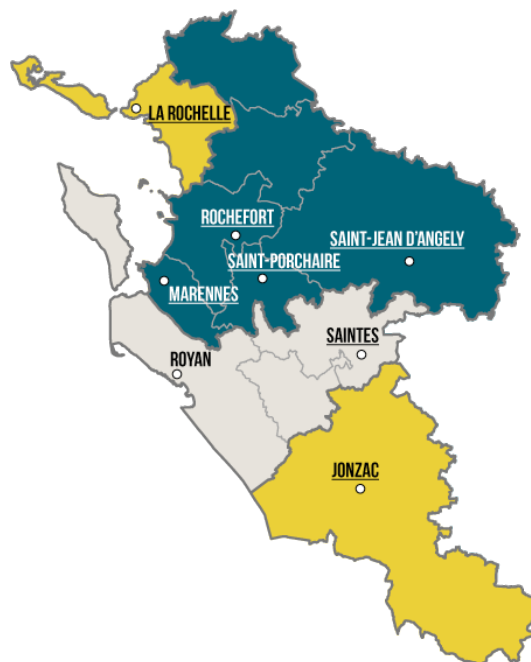 LA ROCHELLE
ROCHEFORT
SAINT-JEAN D'ANGELY
SAINT-PORCHAIRE
MARENNES
SAINTES
ROYAN
JONZAC